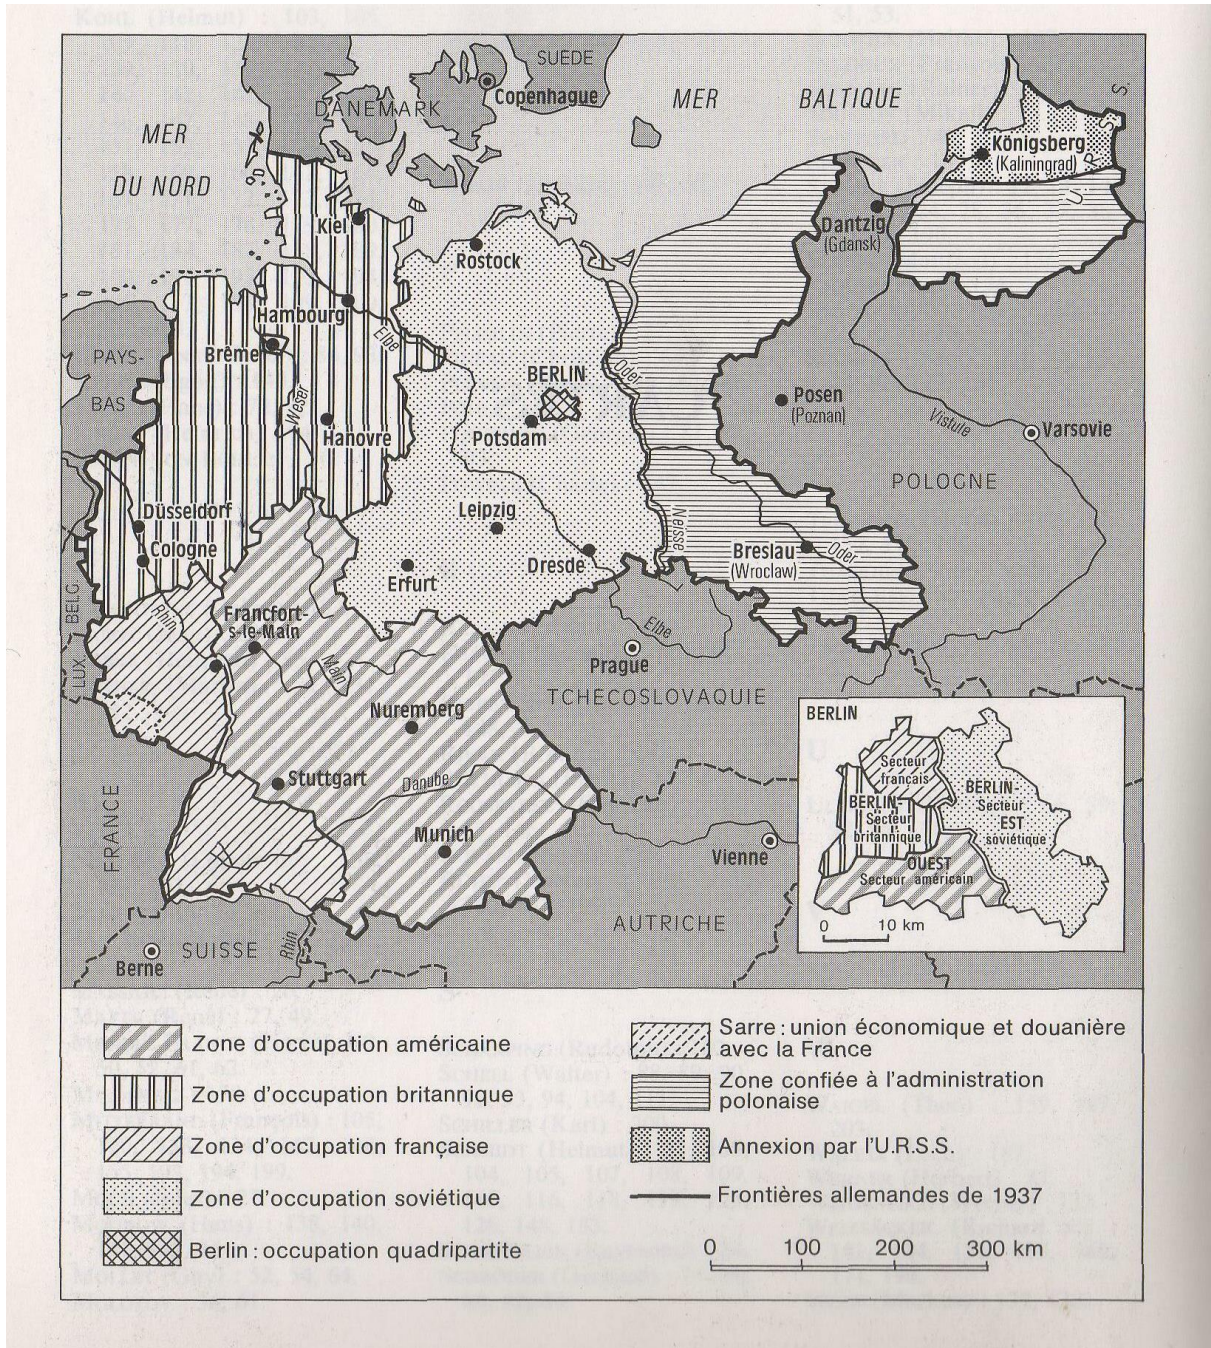 SUEDE
DANEMARK
Copenhague
MER
BALTIQUE
MER
DU NORD
Königsberg
(Kaliningrad)
U. R. S. S.
Kiel
Rostock
Dantzig
(Gdansk)
Hambourg
Elbe
Brême
PAYS-
BAS
BERLIN
Oder
Weser
Posen
(Poznan)
Vistule
Varsovie
Hanovre
Potsdam
POLOGNE
Düsseldorf
Cologne
Leipzig
Neisse
Breslau
(Wroclaw)
Oder
Dresde
Erfurt
BELG
Rhin
Francfort-
s-le-Main
Elbe
Prague
LUX
Main
TCHECOSLOVAQUIE
Nuremberg
Stuttgart
Danube
FRANCE
Munich
Vienne
AUTRICHE
SUISSE
Rhin
Berne
BERLIN
Secteur
français
BERLIN-
Secteur
EST
soviétique
BERLIN-
Secteur
britannique
OUEST
Secteur américain
0 10 km
Zone d'occupation américaine
Zone d'occupation britannique
Zone d'occupation française
Zone d'occupation soviétique
Berlin : occupation quadripartite
Sarre : union économique et douanière
avec la France
Zone confiée à l'administration
polonaise
Annexion par l'U.R.S.S.
Frontières allemandes de 1937
0 100 200 300 km